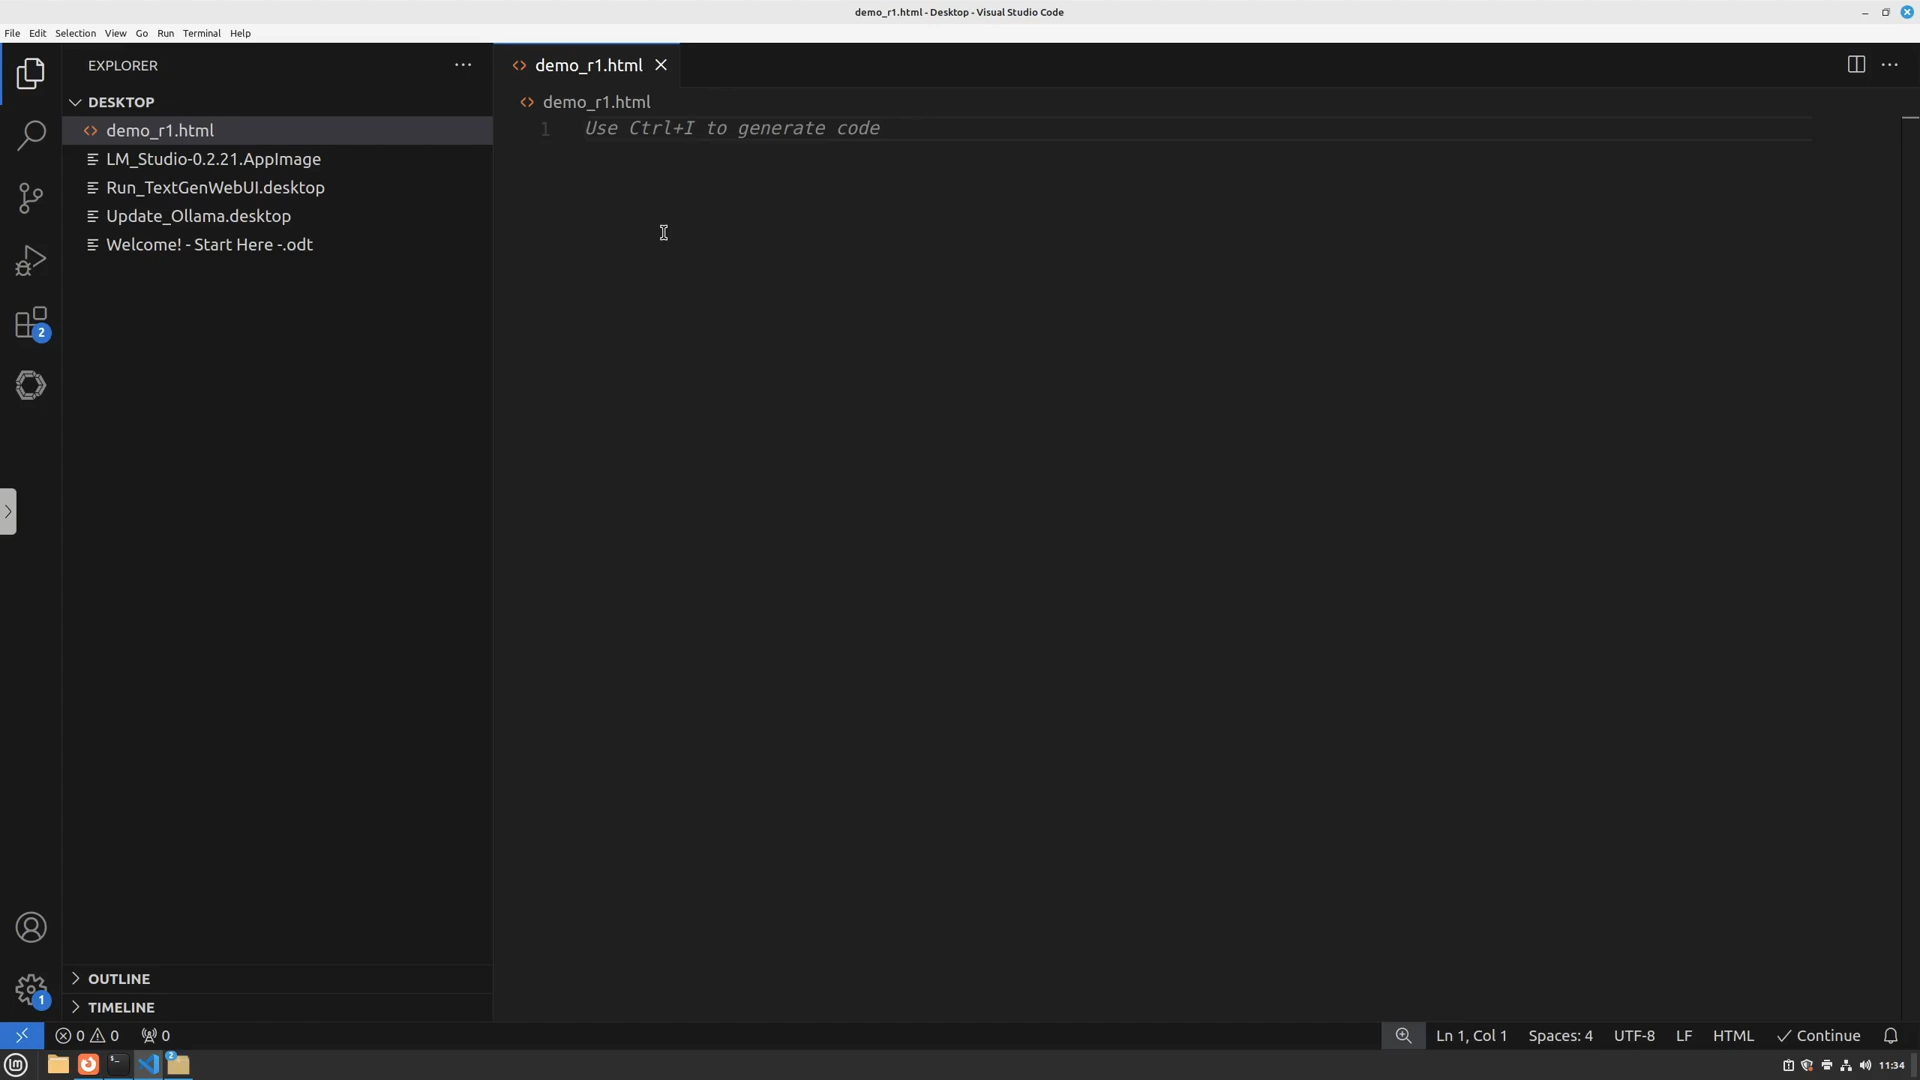 demo_r1.html - Desktop - Visual Studio Code
File Edit Selection View Go Run Terminal Help
EXPLORER
DESKTOP
demo_r1.html
LM_Studio-0.2.21.AppImage
Run_TextGenWebUI.desktop
Update_Ollama.desktop
Welcome! - Start Here -.odt
2
OUTLINE
1
TIMELINE
demo_r1.html
demo_r1.html
1 Use Ctrl+I to generate code
0 0 0
Ln 1, Col 1 Spaces: 4 UTF-8 LF HTML Continue
2
11:34